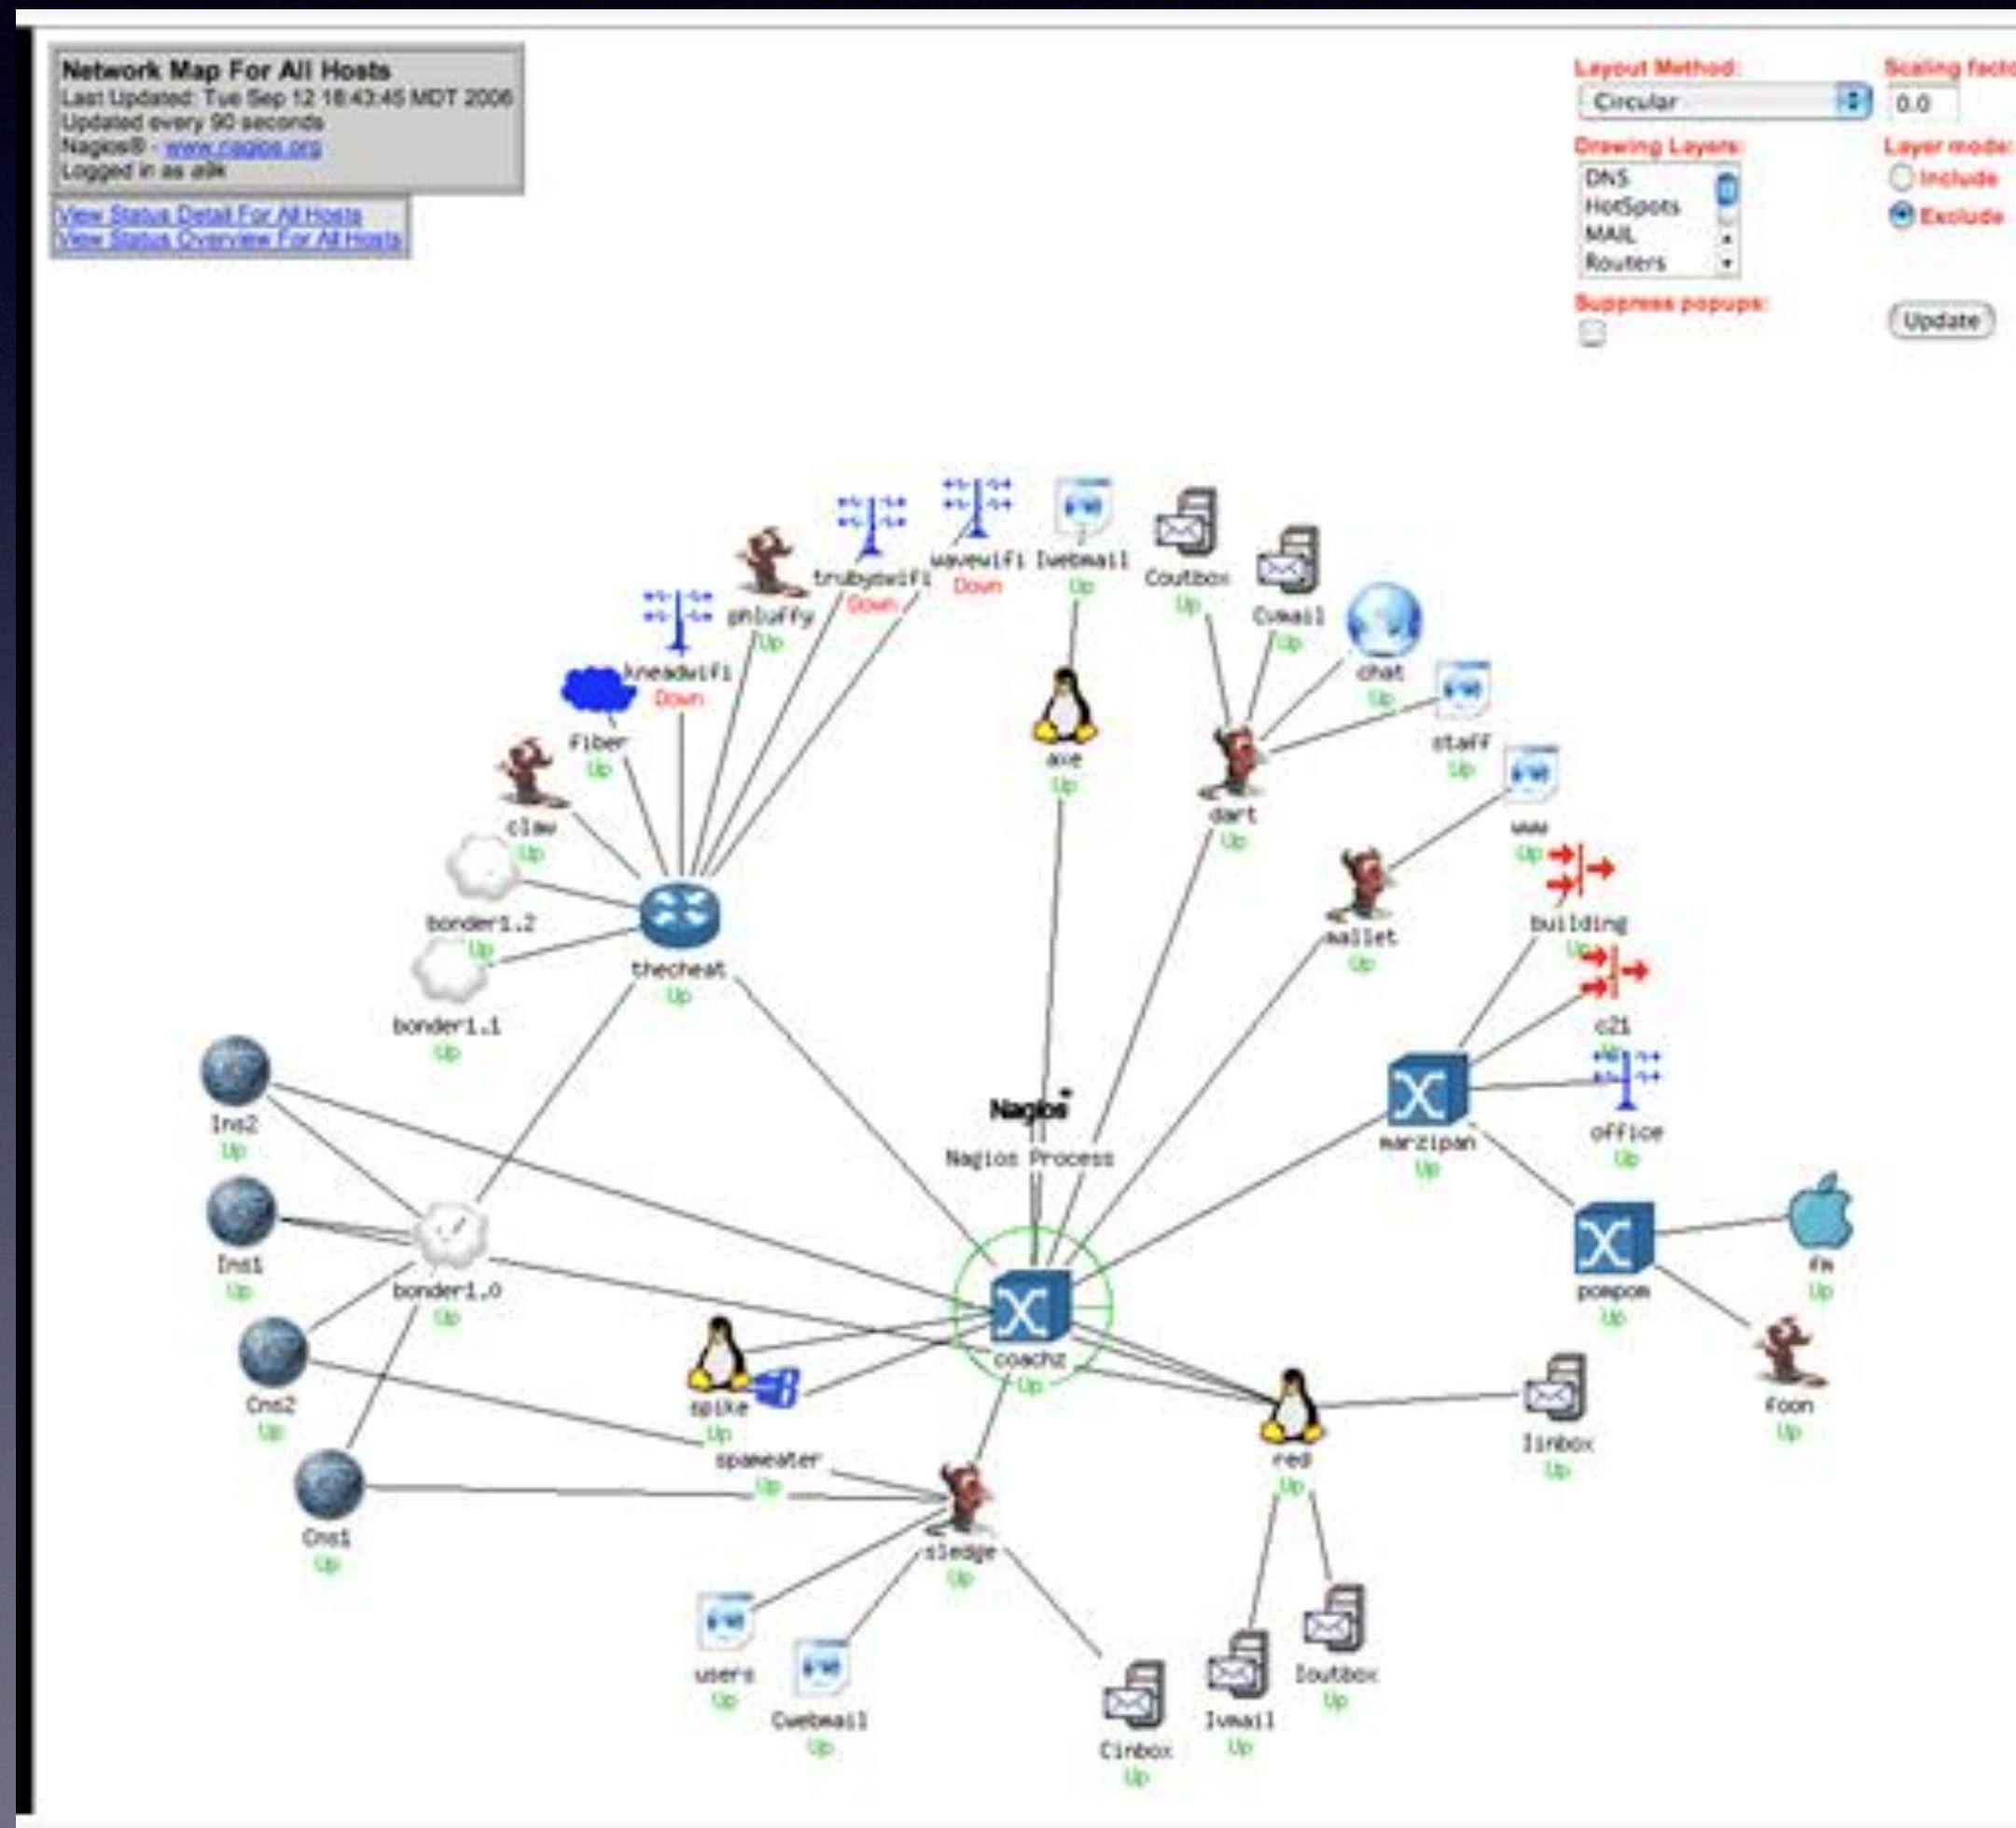 Network Map For All Hosts
Last Updated: Tue Sep 12 18:43:45 MDT 2006
Updated every 90 seconds
Nagios® - www.nagios.org
Logged in as
View Status Detail For All Hosts
View Status Overview For All Hosts
Layout Method:
Circular
Scaling facto
0.0
Drawing Layers:
DNS
HotSpots
MAIL
Routers
Layer mode:
Include
Exclude
Suppress popups:
Update
wavewifi
Down
Iwebmail
Up
trubyswifi
Down
Coutbox
Up
phluffy
Up
Cvmail
Up
kneadwifi
Down
chat
Up
fiber
Up
staff
Up
axe
Up
claw
Up
dart
Up
www
Up
bonder1.2
Up
building
Up
wallet
Up
thecheat
Up
bonder1.1
Up
c21
Up
Nagios
Nagios Process
office
Up
marzipan
Up
Ins2
Up
Ins1
Up
bonder1.0
Up
pompom
Up
fm
Up
coachz
Up
Cns2
Up
spike
Up
foon
Up
Iinbox
Up
spameater
Up
red
Up
Cns1
Up
sledge
Up
users
Up
Cwebmail
Up
Ioutbox
Up
Ivmail
Up
Cinbox
Up